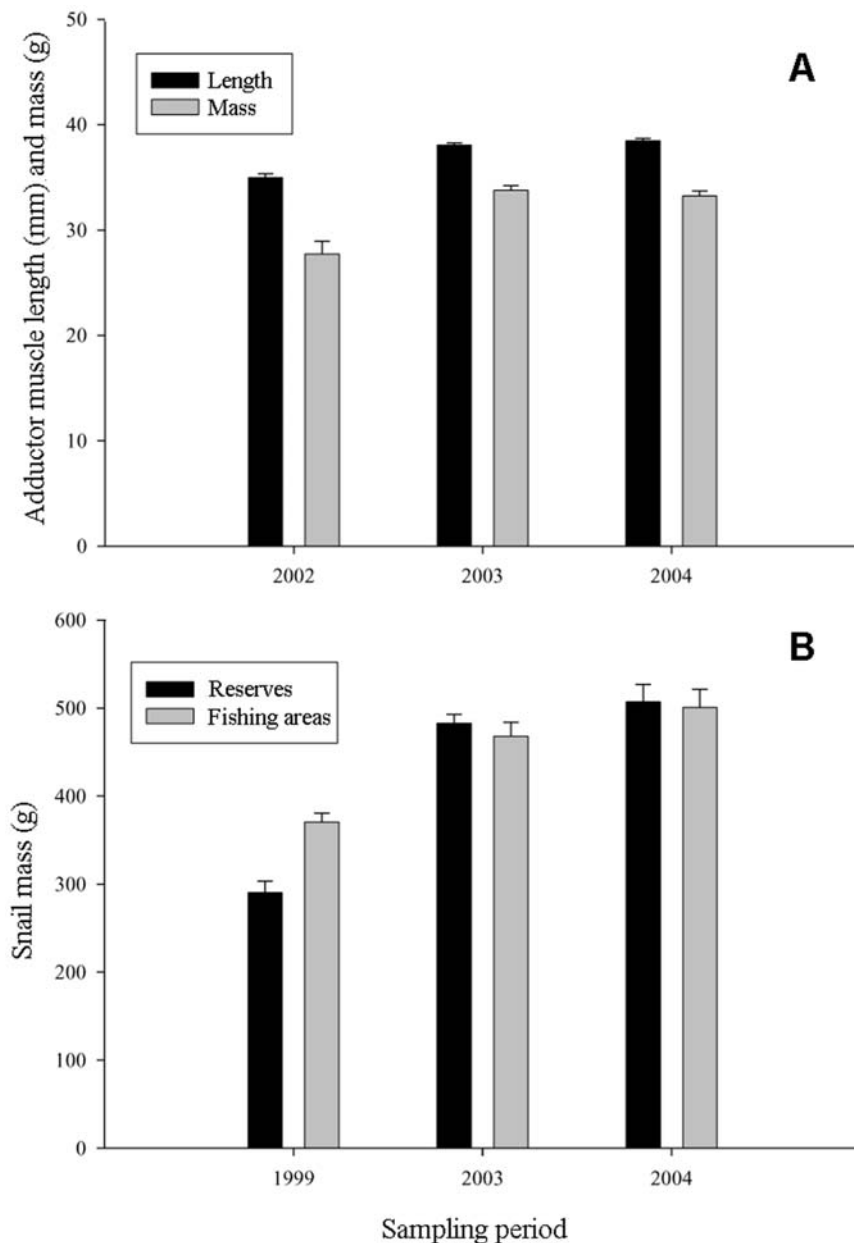 A
Length
Mass
Adductor muscle length (mm) and mass (g)
50
40
30
20
10
0
2002 2003 2004
B
Reserves
Fishing areas
Snail mass (g)
600
500
400
300
200
100
0
1999 2003 2004
Sampling period